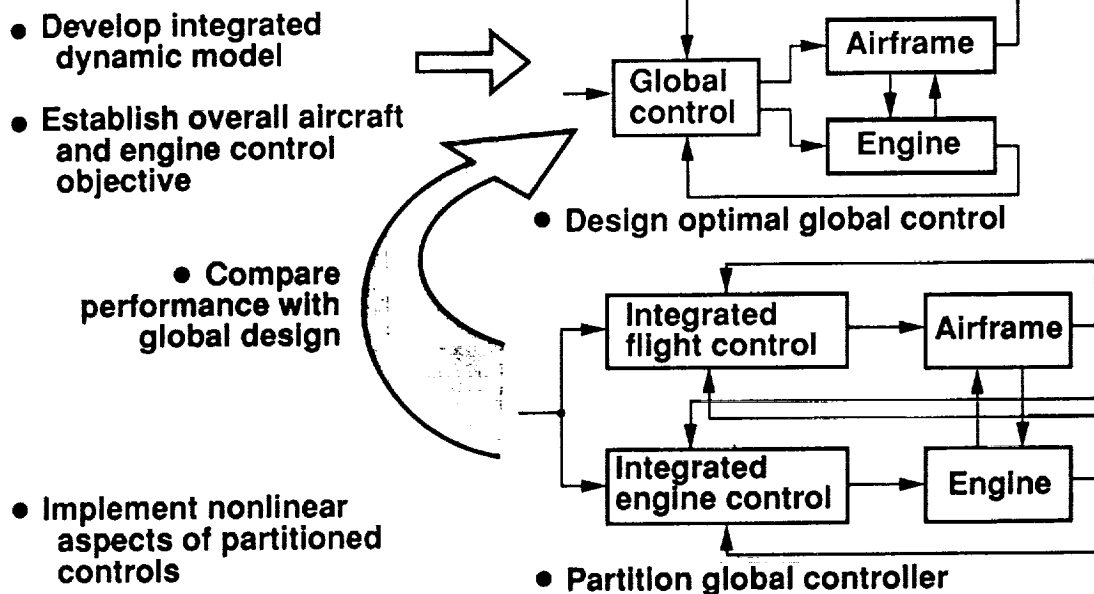 ● Develop integrated
dynamic model
● Establish overall aircraft
and engine control
objective
Global
control
Airframe
Engine
● Design optimal global control
● Compare
performance with
global design
Integrated
flight control
Airframe
Integrated
engine control
Engine
● Implement nonlinear
aspects of partitioned
controls
● Partition global controller